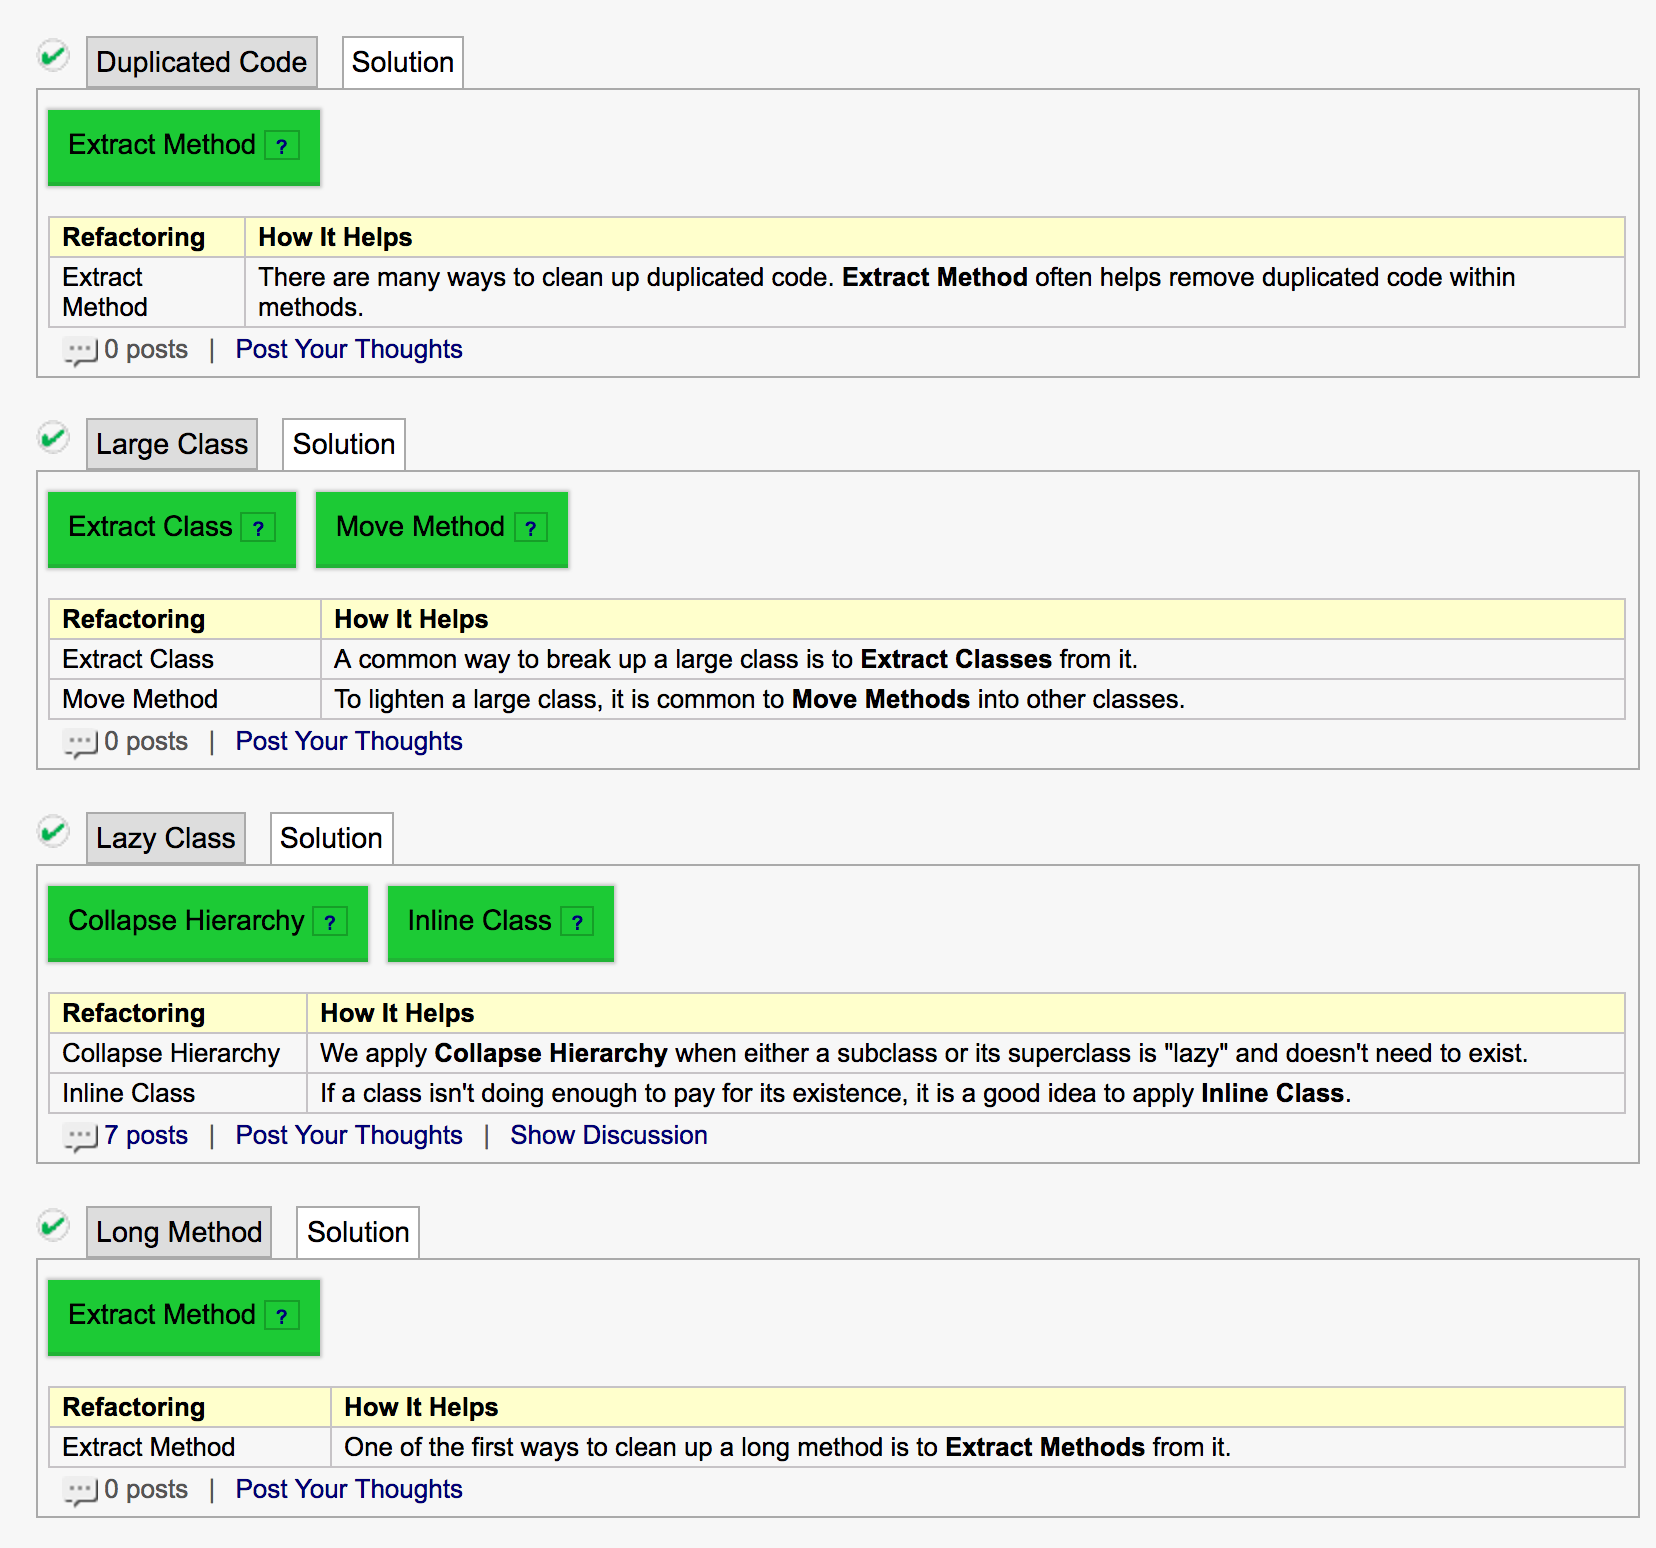 Duplicated Code Solution
Extract Method ?
Refactoring How It Helps
Extract Method There are many ways to clean up duplicated code. Extract Method often helps remove duplicated code within methods.
0 posts | Post Your Thoughts
Large Class Solution
Extract Class ? Move Method ?
Refactoring How It Helps
Extract Class A common way to break up a large class is to Extract Classes from it.
Move Method To lighten a large class, it is common to Move Methods into other classes.
0 posts | Post Your Thoughts
Lazy Class Solution
Collapse Hierarchy ? Inline Class ?
Refactoring How It Helps
Collapse Hierarchy We apply Collapse Hierarchy when either a subclass or its superclass is "lazy" and doesn't need to exist.
Inline Class If a class isn't doing enough to pay for its existence, it is a good idea to apply Inline Class.
7 posts | Post Your Thoughts | Show Discussion
Long Method Solution
Extract Method ?
Refactoring How It Helps
Extract Method One of the first ways to clean up a long method is to Extract Methods from it.
0 posts | Post Your Thoughts